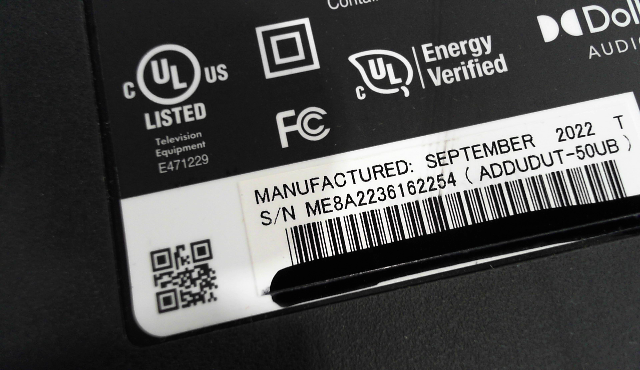 c UL US
LISTED
Television
Equipment
E471229
FC
c UL
Energy
Verified
AUDIO
MANUFACTURED: SEPTEMBER 2022 T
S/N ME8A2236162254 ( ADDUDUT-50UB )